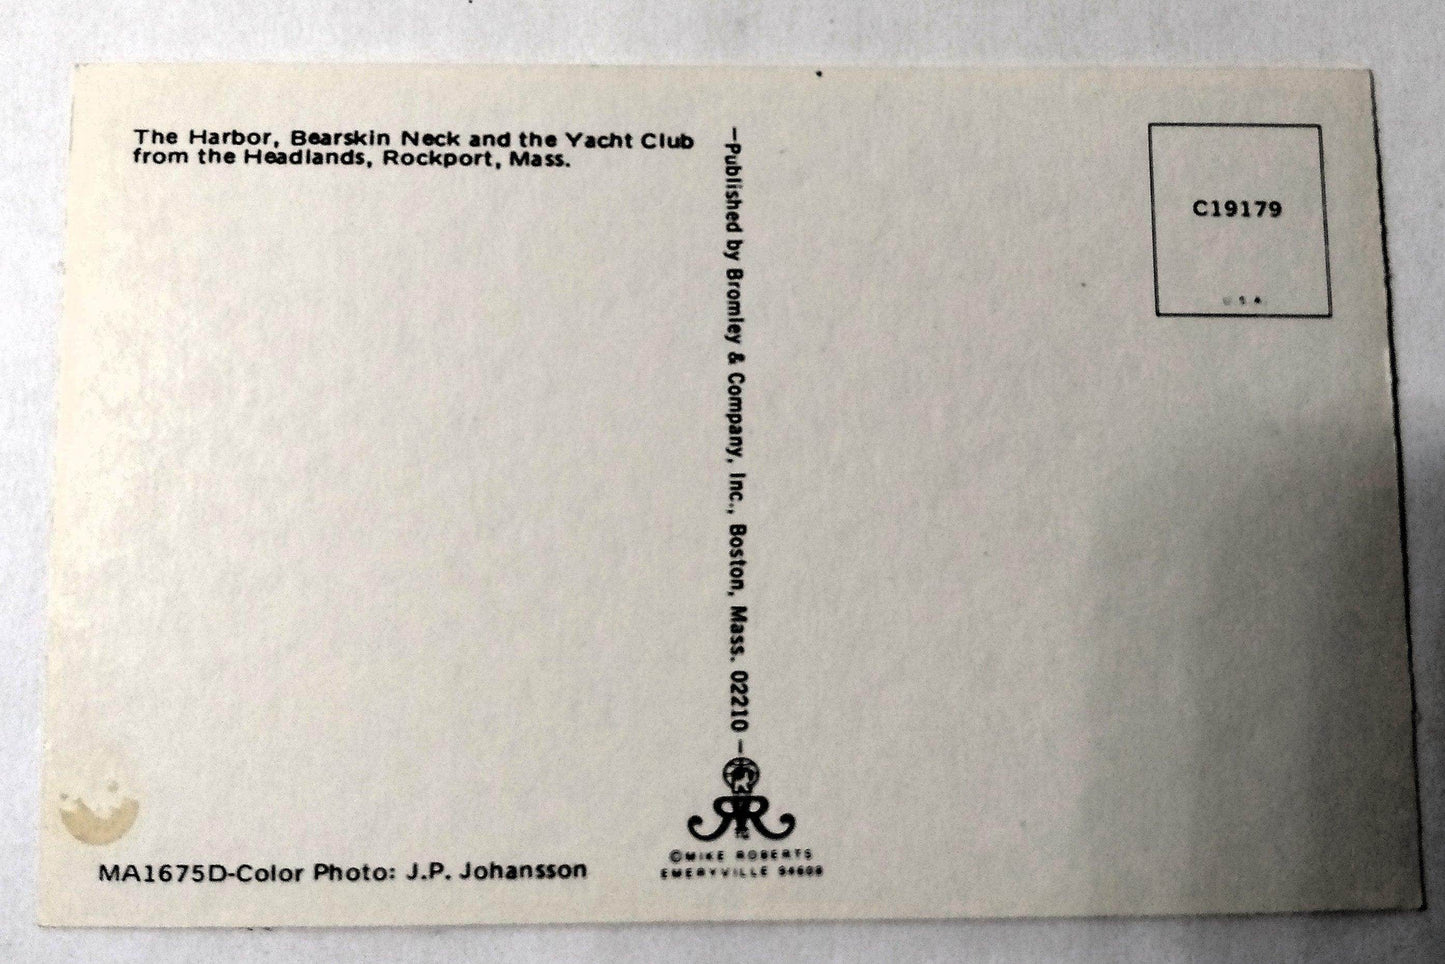 The Harbor, Bearskin Neck and the Yacht Club
from the Headlands, Rockport, Mass.
—Published by Bromley & Company, Inc., Boston, Mass. 02210—
C19179
U S A
MA1675D-Color Photo: J.P. Johansson
©MIKE ROBERTS
EMERYVILLE 94608